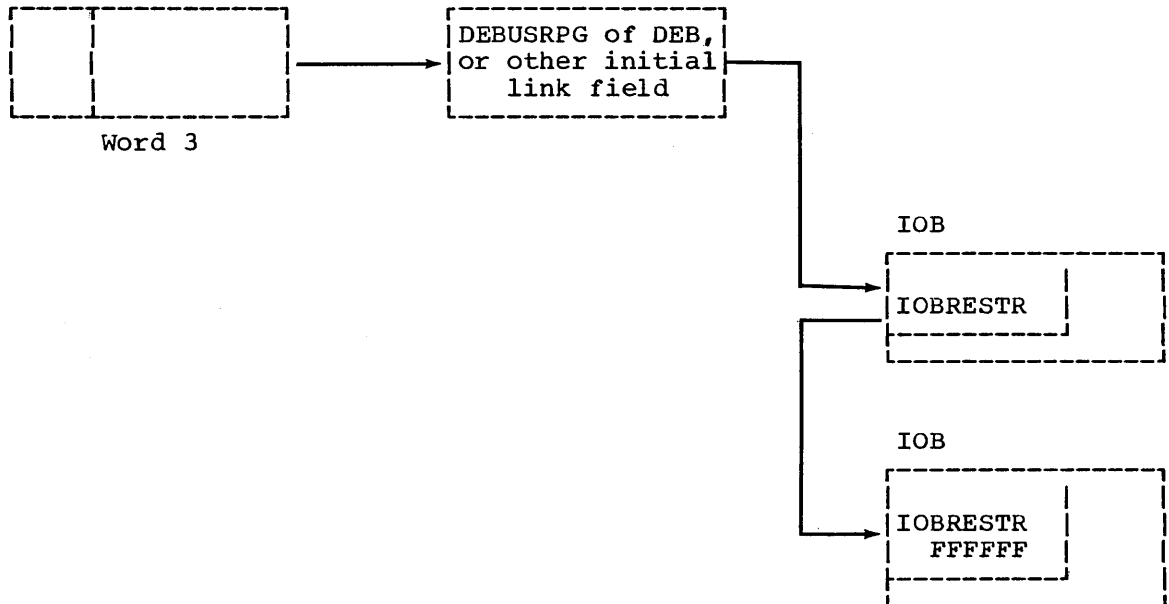 DEBUSRPG of DEB,
or other initial
link field
Word 3
IOB
IOBRESTR
IOB
IOBRESTR
FFFFFF